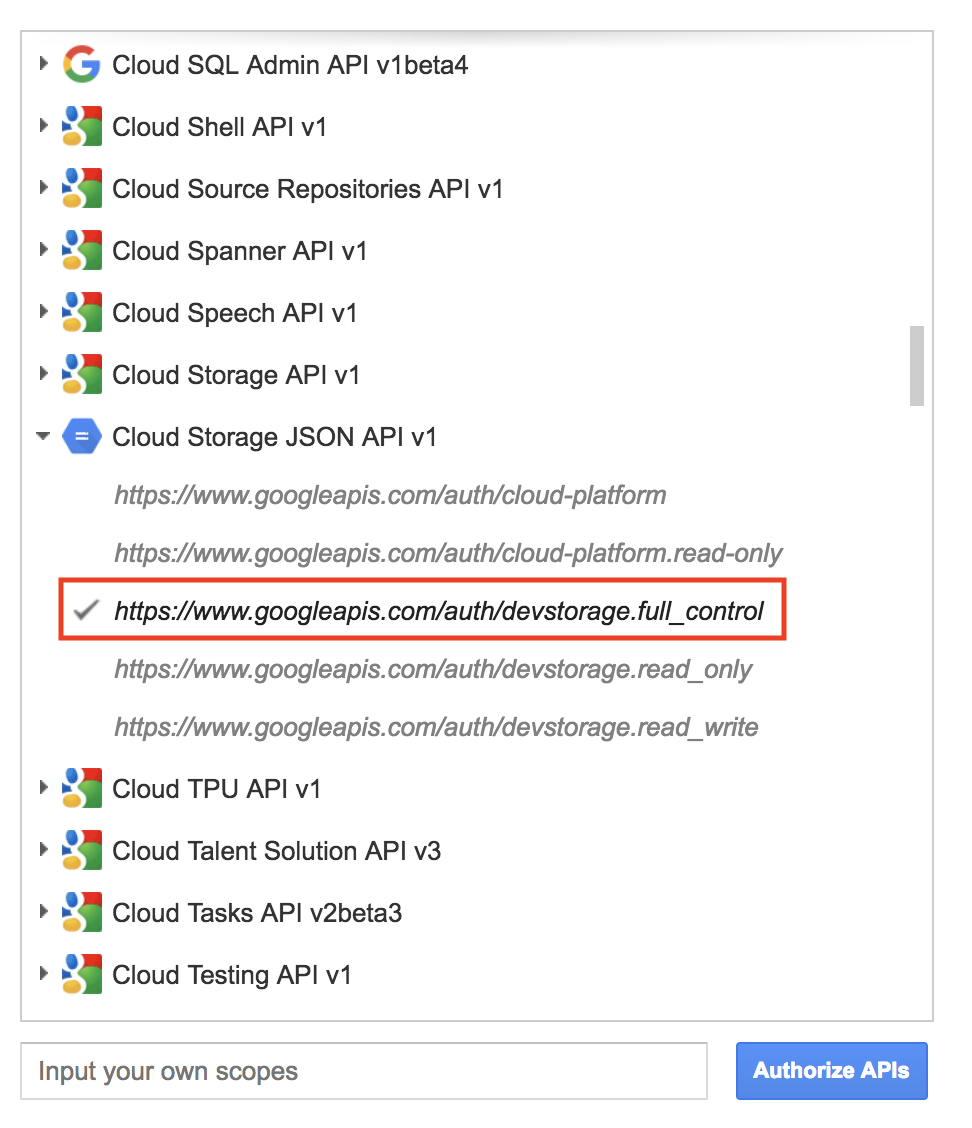 Cloud SQL Admin API v1beta4
Cloud Shell API v1
Cloud Source Repositories API v1
Cloud Spanner API v1
Cloud Speech API v1
Cloud Storage API v1
Cloud Storage JSON API v1
https://www.googleapis.com/auth/cloud-platform
https://www.googleapis.com/auth/cloud-platform.read-only
https://www.googleapis.com/auth/devstorage.full_control
https://www.googleapis.com/auth/devstorage.read_only
https://www.googleapis.com/auth/devstorage.read_write
Cloud TPU API v1
Cloud Talent Solution API v3
Cloud Tasks API v2beta3
Cloud Testing API v1
Input your own scopes
Authorize APIs